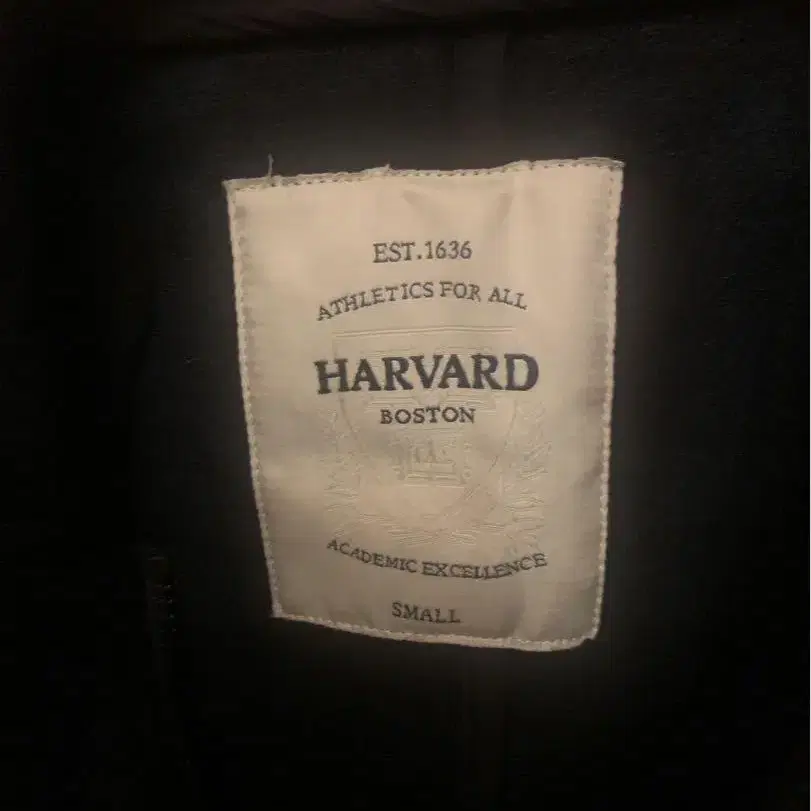 EST.1636
ATHLETICS FOR ALL
HARVARD
BOSTON
ACADEMIC EXCELLENCE
SMALL